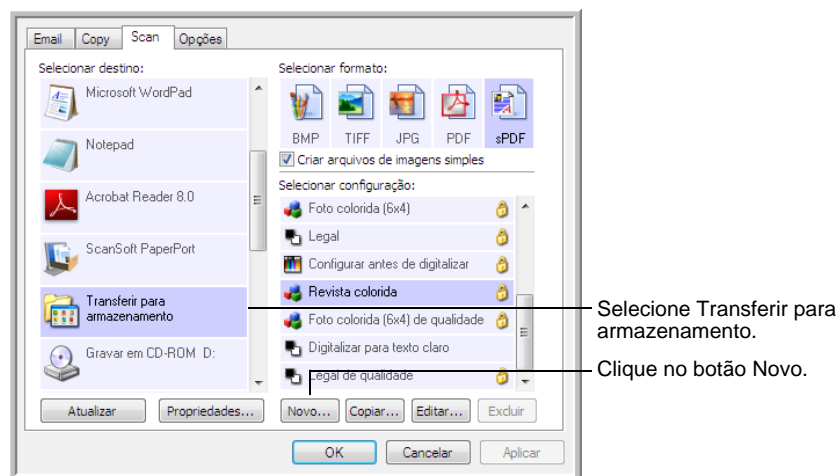 Email
Copy
Scan
Opções
Selecionar destino:
Microsoft WordPad
Notepad
Acrobat Reader 8.0
ScanSoft PaperPort
Transferir para
armazenamento
Gravar em CD-ROM D:
Atualizar
Propriedades...
Selecionar formato:
BMP
TIFF
JPG
PDF
sPDF
Criar arquivos de imagens simples
Selecionar configuração:
Foto colorida (6x4)
Legal
Configurar antes de digitalizar
Revista colorida
Foto colorida (6x4) de qualidade
Digitalizar para texto claro
Legal de qualidade
Novo...
Copiar...
Editar...
Excluir
OK
Cancelar
Aplicar
Selecione Transferir para
armazenamento.
Clique no botão Novo.